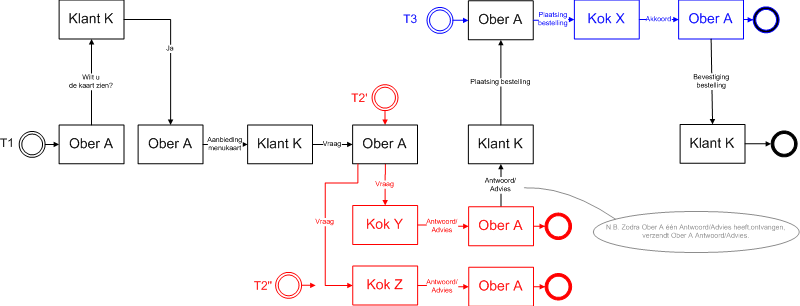 Klant K
T3
Ober A
Plaatsing
bestelling
Kok X
Akkoord
Ober A
Ja
Wilt u
de kaart zien?
Plaatsing bestelling
Bevestiging
bestelling
T2'
T1
Ober A
Ober A
Aanbieding
menukaart
Klant K
Vraag
Ober A
Klant K
Klant K
Vraag
Antwoord/
Advies
Vraag
Kok Y
Antwoord/
Advies
Ober A
N.B. Zodra Ober A één Antwoord/Advies heeft ontvangen,
verzendt Ober A Antwoord/Advies.
T2"
Kok Z
Antwoord/
Advies
Ober A